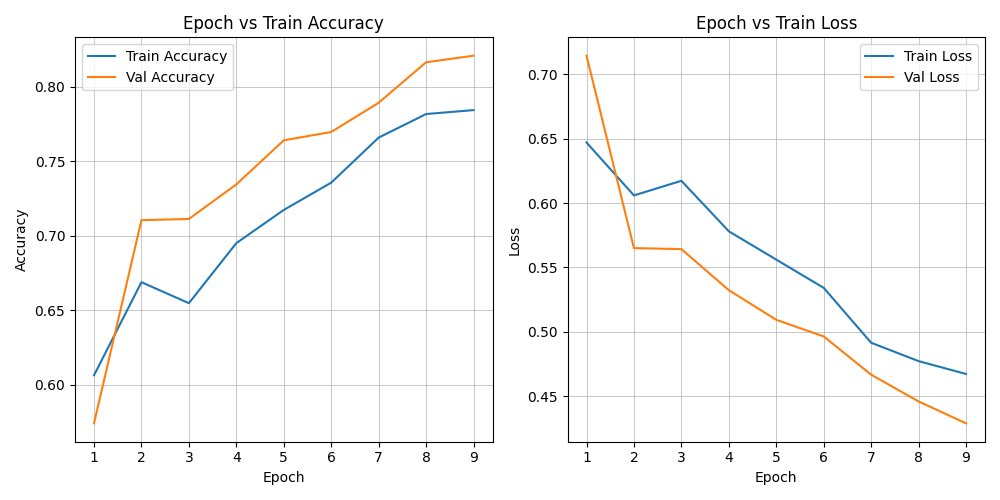 Epoch vs Train Accuracy
Train Accuracy
Val Accuracy
0.80
0.75
0.70
0.65
0.60
Accuracy
1 2 3 4 5 6 7 8 9
Epoch
Epoch vs Train Loss
Train Loss
Val Loss
0.70
0.65
0.60
0.55
0.50
0.45
Loss
1 2 3 4 5 6 7 8 9
Epoch